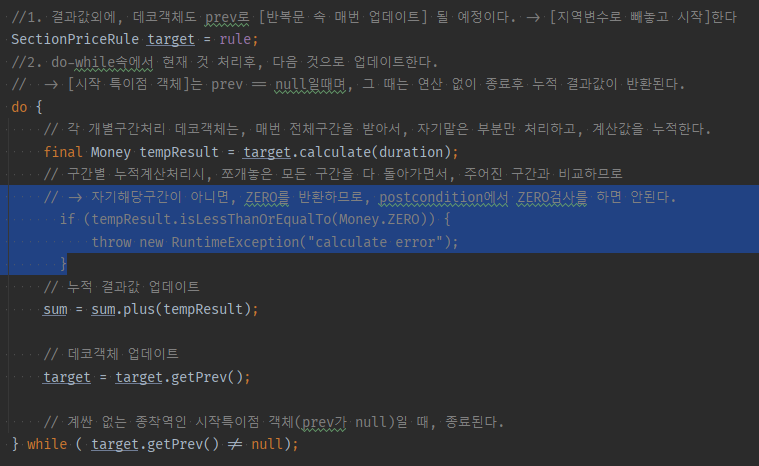 //1. 결과값외에, 데코객체도 prev로 [반복문 속 매번 업데이트] 될 예정이다. → [지역변수로 빼놓고 시작]한다
SectionPriceRule target = rule;
//2. do-while속에서 현재 것 처리후, 다음 것으로 업데이트한다.
//  → [시작 특이점 객체]는 prev == null일때며, 그 때는 연산 없이 종료후 누적 결과값이 반환된다.
do {
// 각 개별구간처리 데코객체는, 매번 전체구간을 받아서, 자기맡은 부분만 처리하고, 계산값을 누적한다.
final Money tempResult = target.calculate(duration);
// 구간별 누적계산처리시, 쪼개놓은 모든 구간을 다 돌아가면서, 주어진 구간과 비교하므로
// → 자기해당구간이 아니면, ZERO를 반환하므로, postcondition에서 ZERO검사를 하면 안된다.
if (tempResult.isLessThanOrEqualTo(Money.ZERO)) {
throw new RuntimeException("calculate error");
}
// 누적 결과값 업데이트
sum = sum.plus(tempResult);
// 데코객체 업데이트
target = target.getPrev();
// 계싼 없는 종착역인 시작특이점 객체(prev가 null)일 때, 종료된다.
} while ( target.getPrev() != null);